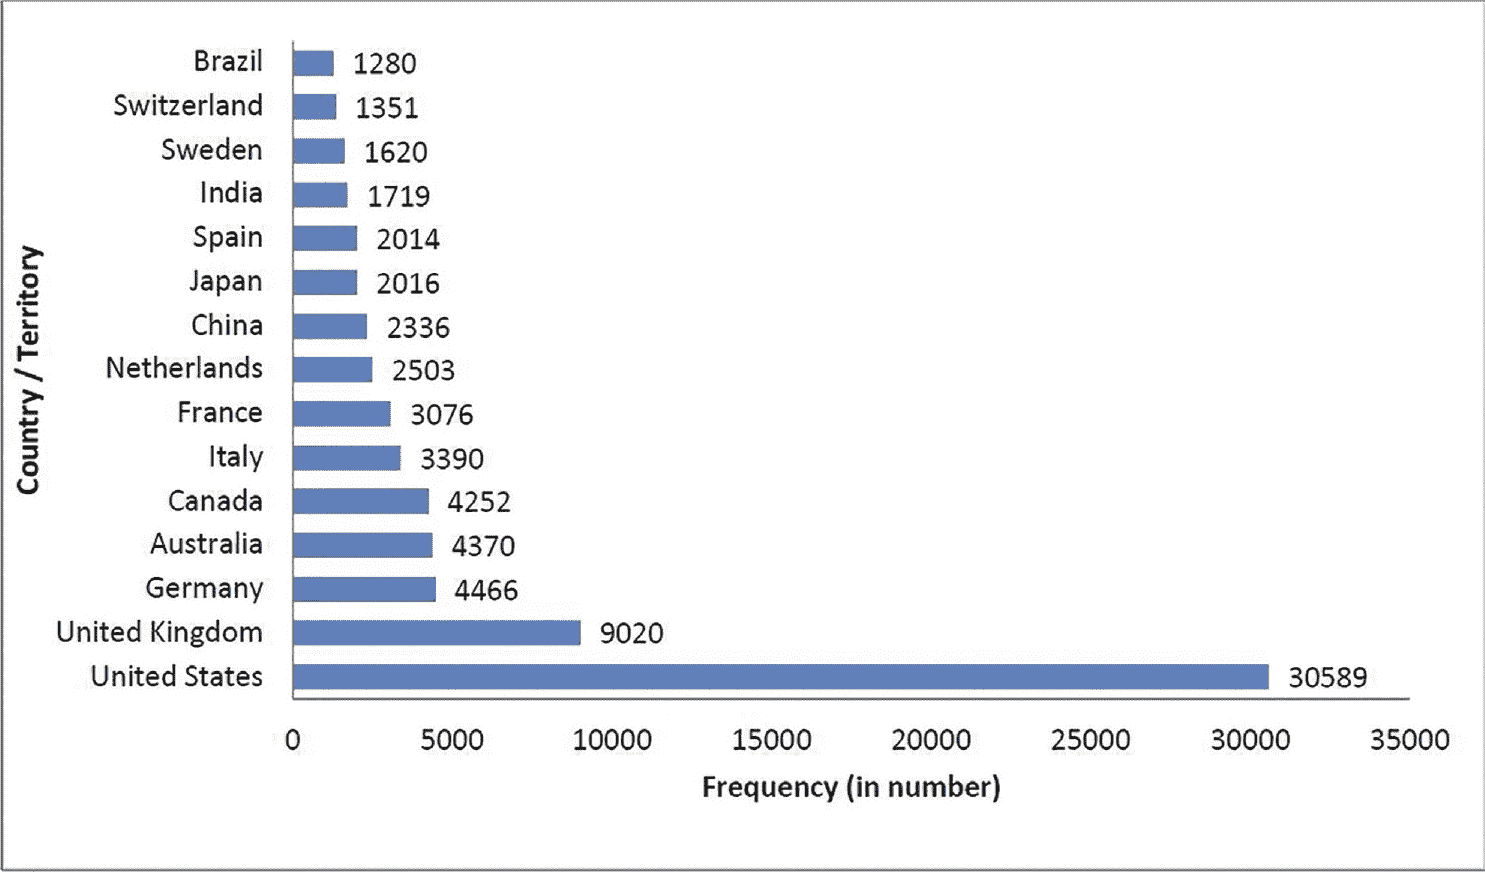 Brazil 1280
Switzerland 1351
Sweden 1620
India 1719
Spain 2014
Japan 2016
China 2336
Netherlands 2503
France 3076
Italy 3390
Canada 4252
Australia 4370
Germany 4466
United Kingdom 9020
United States 30589
Country / Territory
0 5000 10000 15000 20000 25000 30000 35000
Frequency (in number)